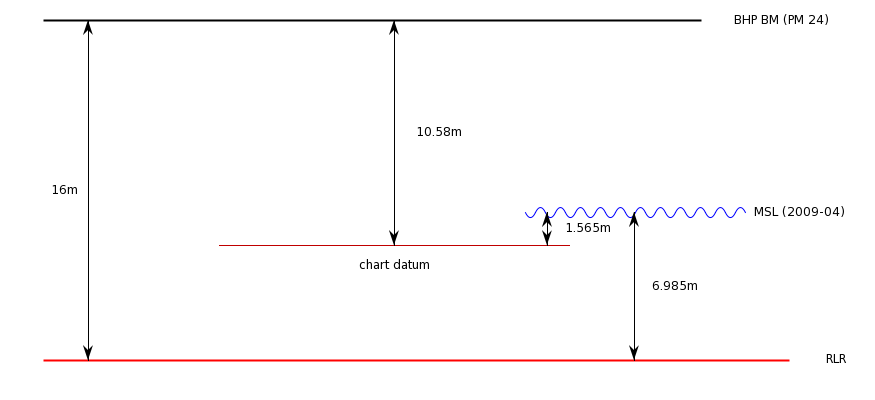 BHP BM (PM 24)
10.58m
16m
MSL (2009-04)
1.565m
chart datum
6.985m
RLR